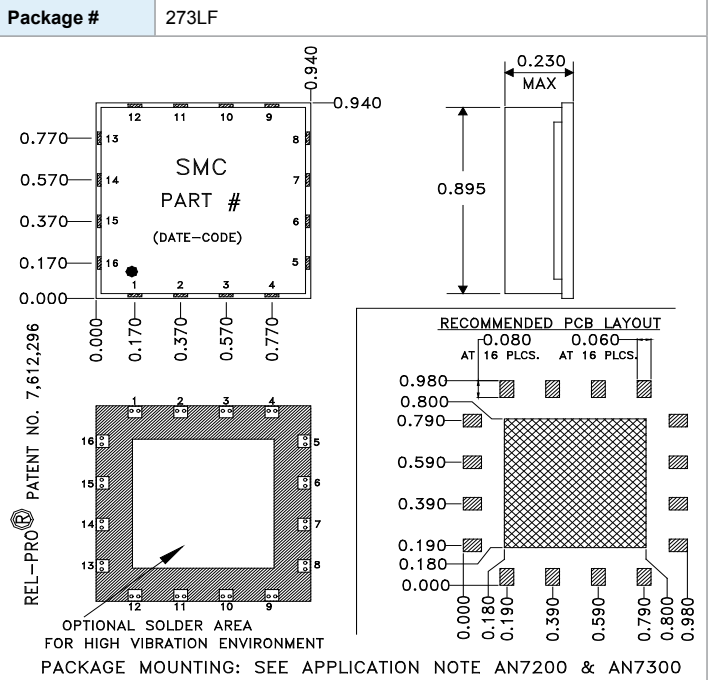 Package # 273LF
0.940
0.940
12 11 10 9
0.770
13
8
SMC
0.570
14
7
PART #
0.370
15
6
(DATE-CODE)
0.170
16
5
1 2 3 4
0.000
0.000 0.170 0.370 0.570 0.770
0.230
MAX
0.895
RECOMMENDED PCB LAYOUT
0.080 0.060
AT 16 PLCS. AT 16 PLCS.
0.980
0.800
0.790
0.590
0.390
0.190
0.180
0.000
0.000 0.180 0.190 0.390 0.590 0.790 0.800 0.980
REL-PRO® PATENT NO. 7,612,296
1 2 3 4
16 5
15 6
14 7
13 8
12 11 10 9
OPTIONAL SOLDER AREA
FOR HIGH VIBRATION ENVIRONMENT
PACKAGE MOUNTING: SEE APPLICATION NOTE AN7200 & AN7300